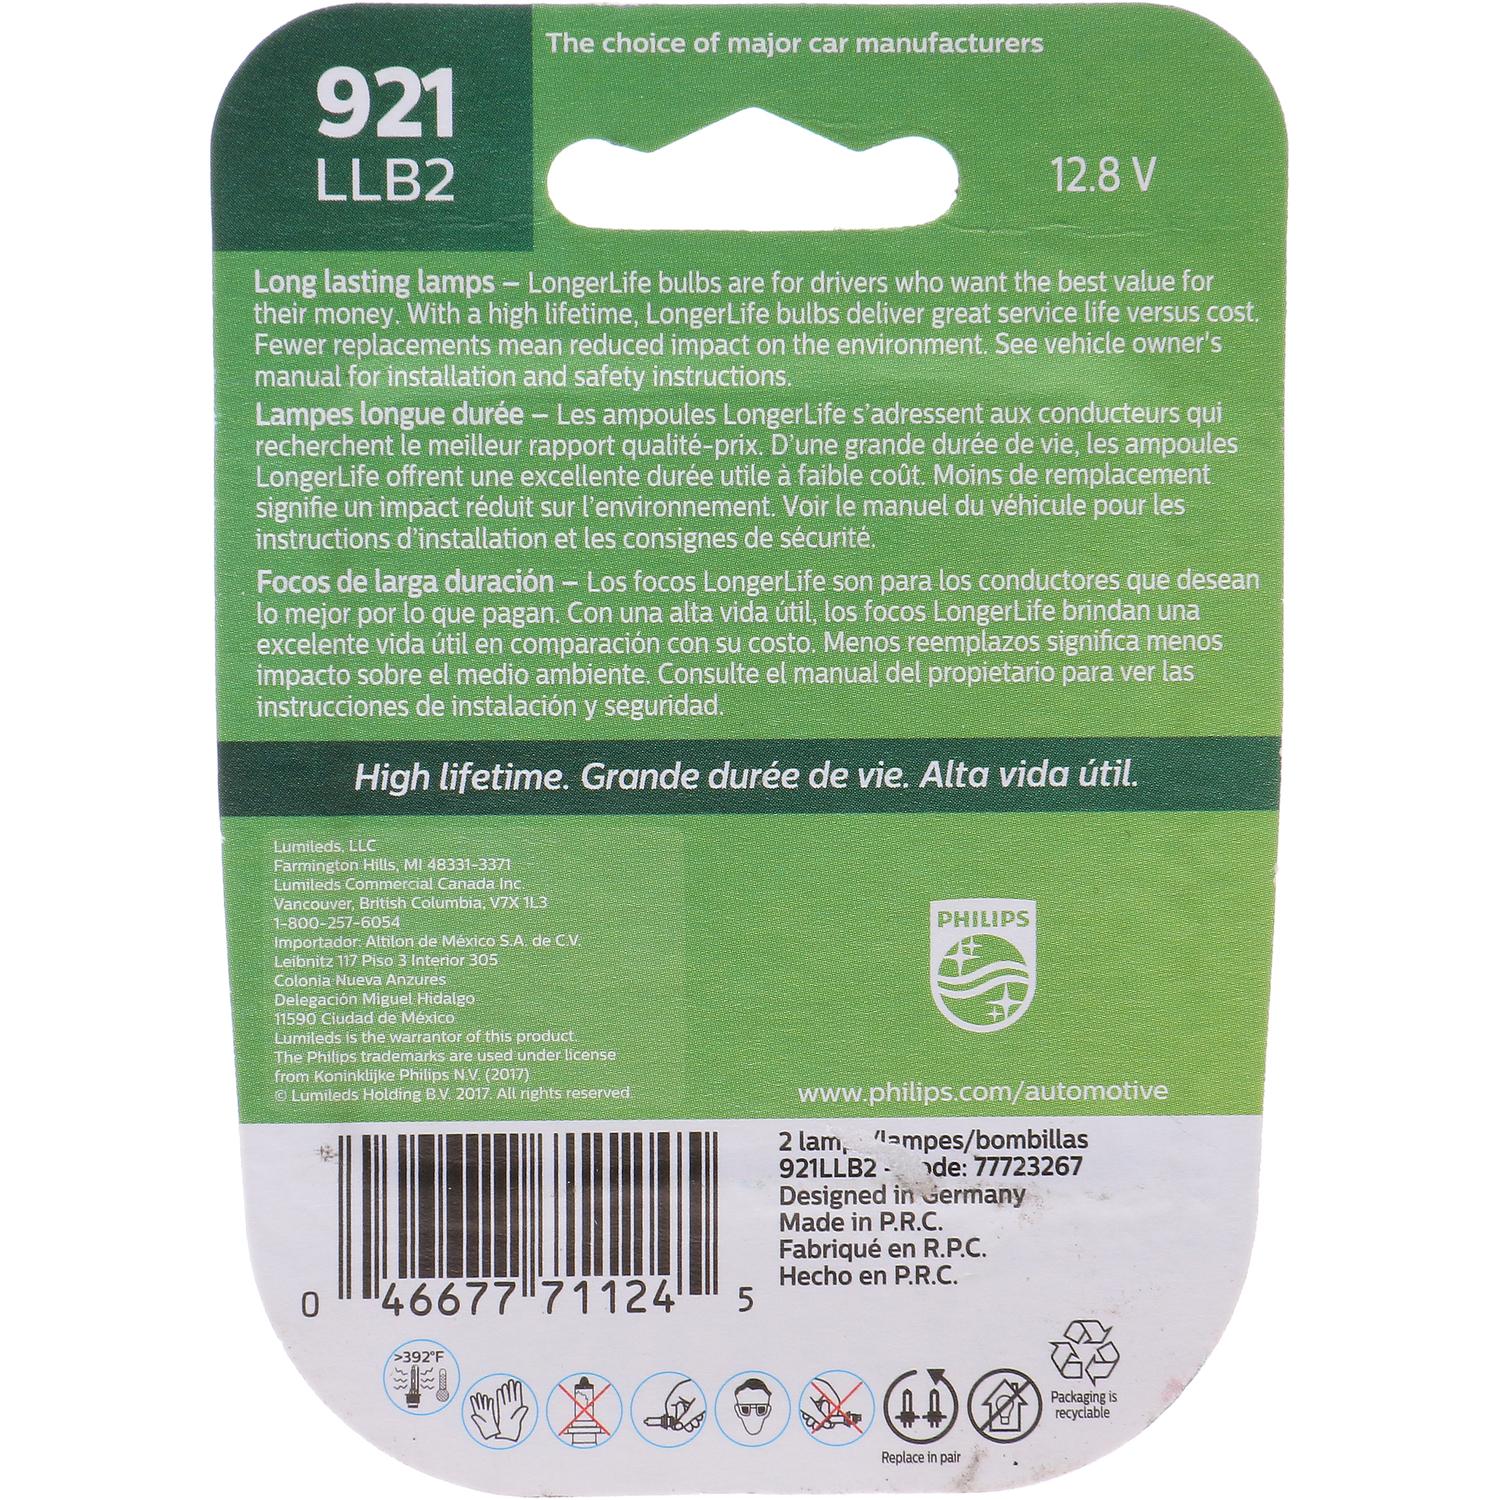 The choice of major car manufacturers
921
LLB2
12.8 V
Long lasting lamps – LongerLife bulbs are for drivers who want the best value for
their money. With a high lifetime, LongerLife bulbs deliver great service life versus cost.
Fewer replacements mean reduced impact on the environment. See vehicle owner's
manual for installation and safety instructions.
Lampes longue durée – Les ampoules LongerLife s'adressent aux conducteurs qui
recherchent le meilleur rapport qualité-prix. D'une grande durée de vie, les ampoules
LongerLife offrent une excellente durée utile à faible coût. Moins de remplacement
signifie un impact réduit sur l'environnement. Voir le manuel du véhicule pour les
instructions d'installation et les consignes de sécurité.
Focos de larga duración – Los focos LongerLife son para los conductores que desean
lo mejor por lo que pagan. Con una alta vida útil, los focos LongerLife brindan una
excelente vida útil en comparación con su costo. Menos reemplazos significa menos
impacto sobre el medio ambiente. Consulte el manual del propietario para ver las
instrucciones de instalación y seguridad.
High lifetime. Grande durée de vie. Alta vida útil.
Lumileds, LLC
Farmington Hills, MI 48331-3371
Lumileds Commercial Canada Inc.
Vancouver, British Columbia, V7X 1L3
1-800-257-6054
Importador: Altilon de México S.A. de C.V.
Leibnitz 117 Piso 3 Interior 305
Colonia Nueva Anzures
Delegación Miguel Hidalgo
11590 Ciudad de México
Lumileds is the warrantor of this product.
The Philips trademarks are used under license
from Koninklijke Philips N.V. (2017)
© Lumileds Holding B.V. 2017. All rights reserved.
PHILIPS
www.philips.com/automotive
2 /lampes/bombillas
921LLB2 - 77723267
Designed in Germany
Made in P.R.C.
Fabriqué en R.P.C.
Hecho en P.R.C.
0 46677 71124 5
>392°F
Replace in pair
Packaging is
recyclable